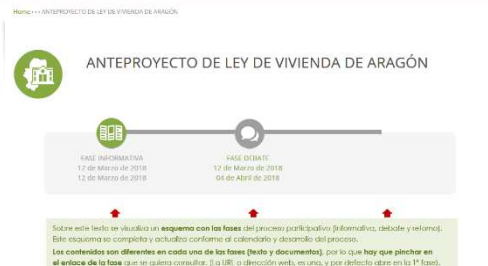 Home››› ANTEPROYECTO DE LEY DE VIVIENDA DE ARAGÓN
ANTEPROYECTO DE LEY DE VIVIENDA DE ARAGÓN
FASE INFORMATIVA
12 de Marzo de 2018
12 de Marzo de 2018
FASE DEBATE
12 de Marzo de 2018
04 de Abril de 2018
Sobre este texto se visualiza un esquema con las fases del proceso participativo (informativa, debate y retorno).
Este esquema se completa y actualiza conforme al calendario y desarrollo del proceso.
Los contenidos son diferentes en cada una de las fases (texto y documentos), por lo que hay que pinchar en
el enlace de la fase que se quiera consultar. (La URL o dirección web, es una, y por defecto abre en la 1ª fase).